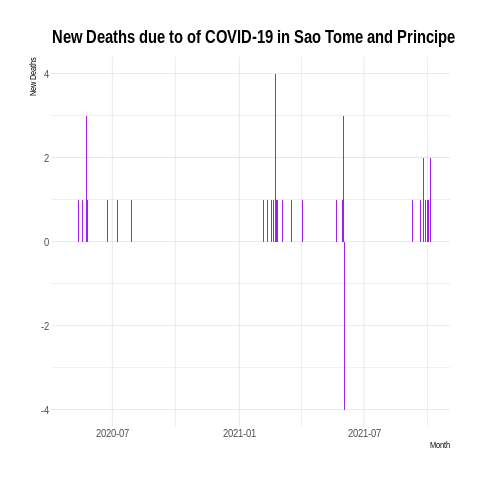 New Deaths due to of COVID-19 in Sao Tome and Principe
New Deaths
4
2
0
-2
-4
2020-07 2021-01 2021-07
Month